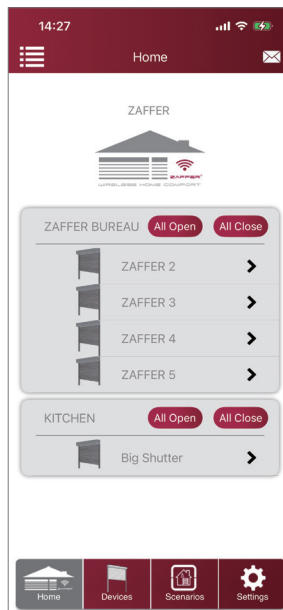 14:27
Home
ZAFFER
ZAFFER
WIRELESS HOME COMFORT
ZAFFER BUREAU All Open All Close
ZAFFER 2
ZAFFER 3
ZAFFER 4
ZAFFER 5
KITCHEN All Open All Close
Big Shutter
Home Devices Scenarios Settings